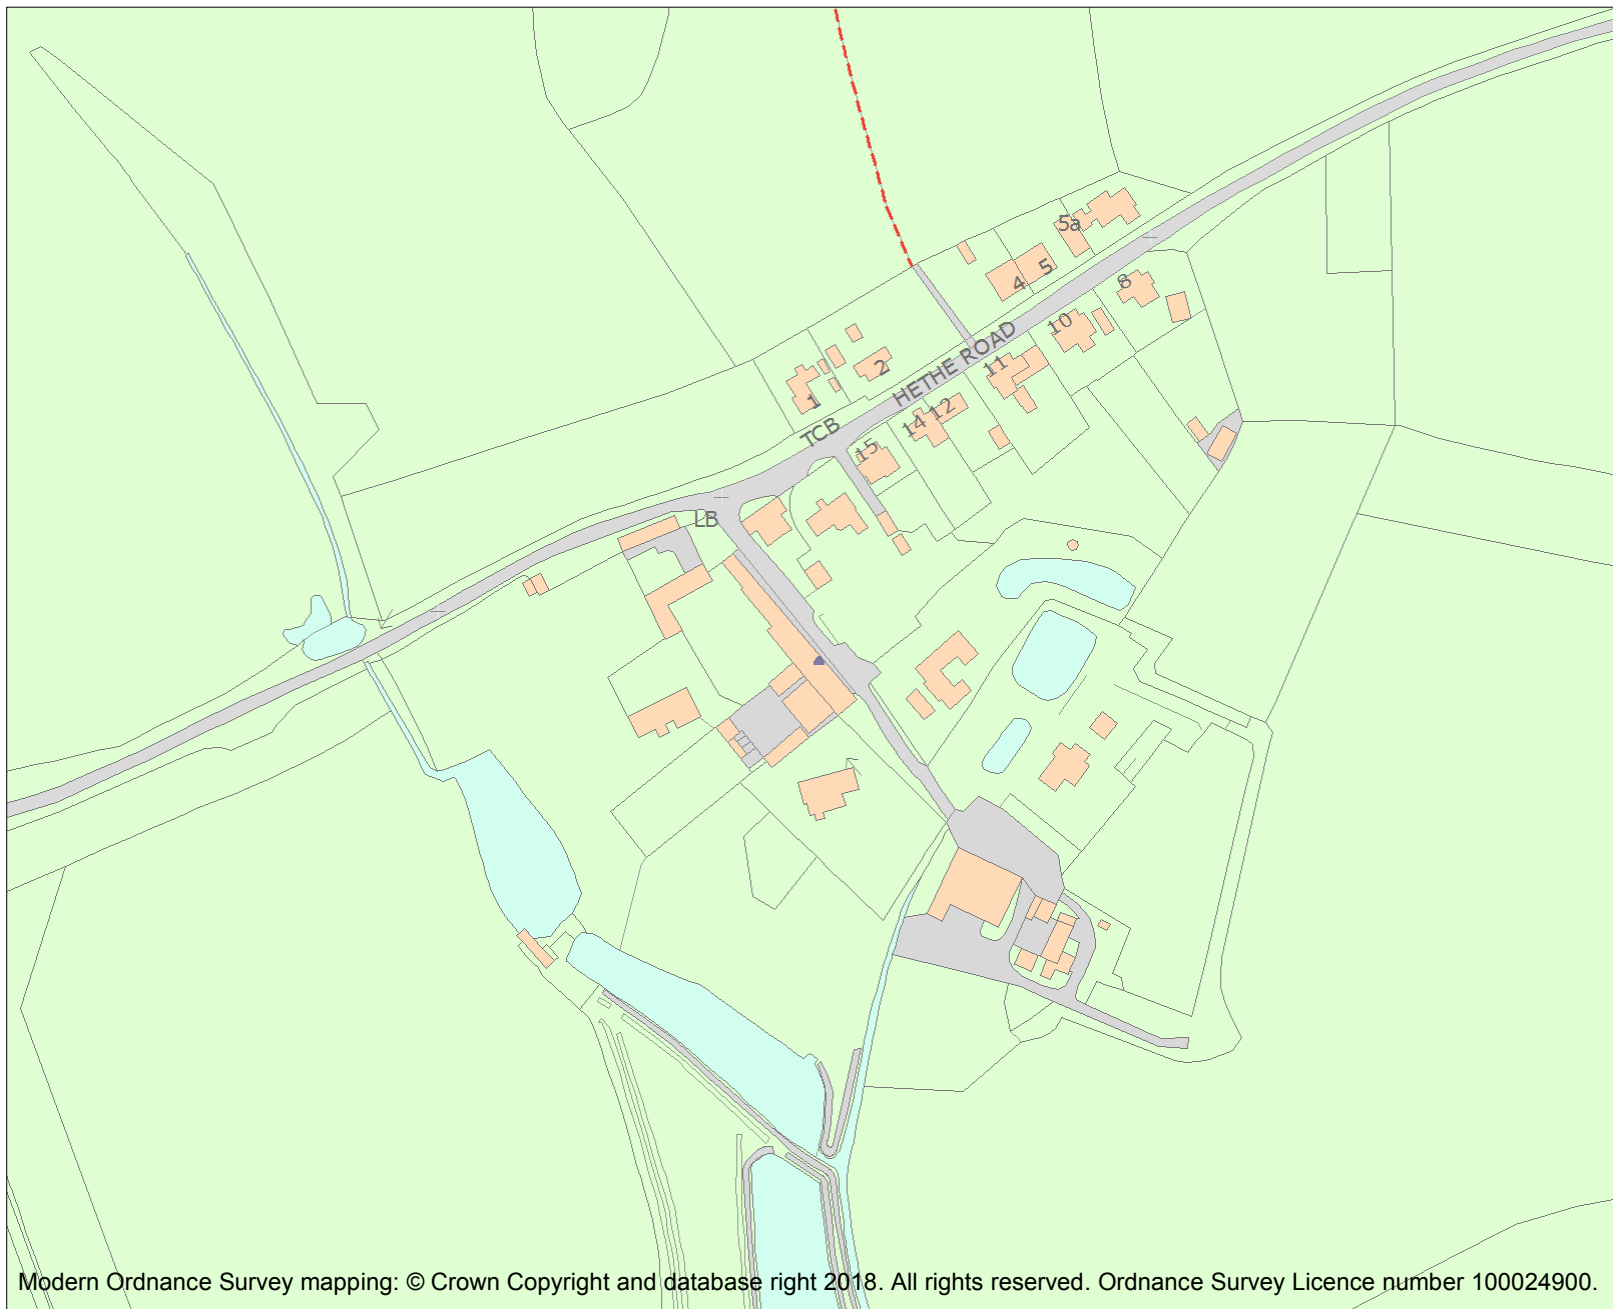 5a
5
4
8
10
HETHE ROAD
11
2
1
12
14
TCB
15
LB
Modern Ordnance Survey mapping: © Crown Copyright and database right 2018. All rights reserved. Ordnance Survey Licence number 100024900.